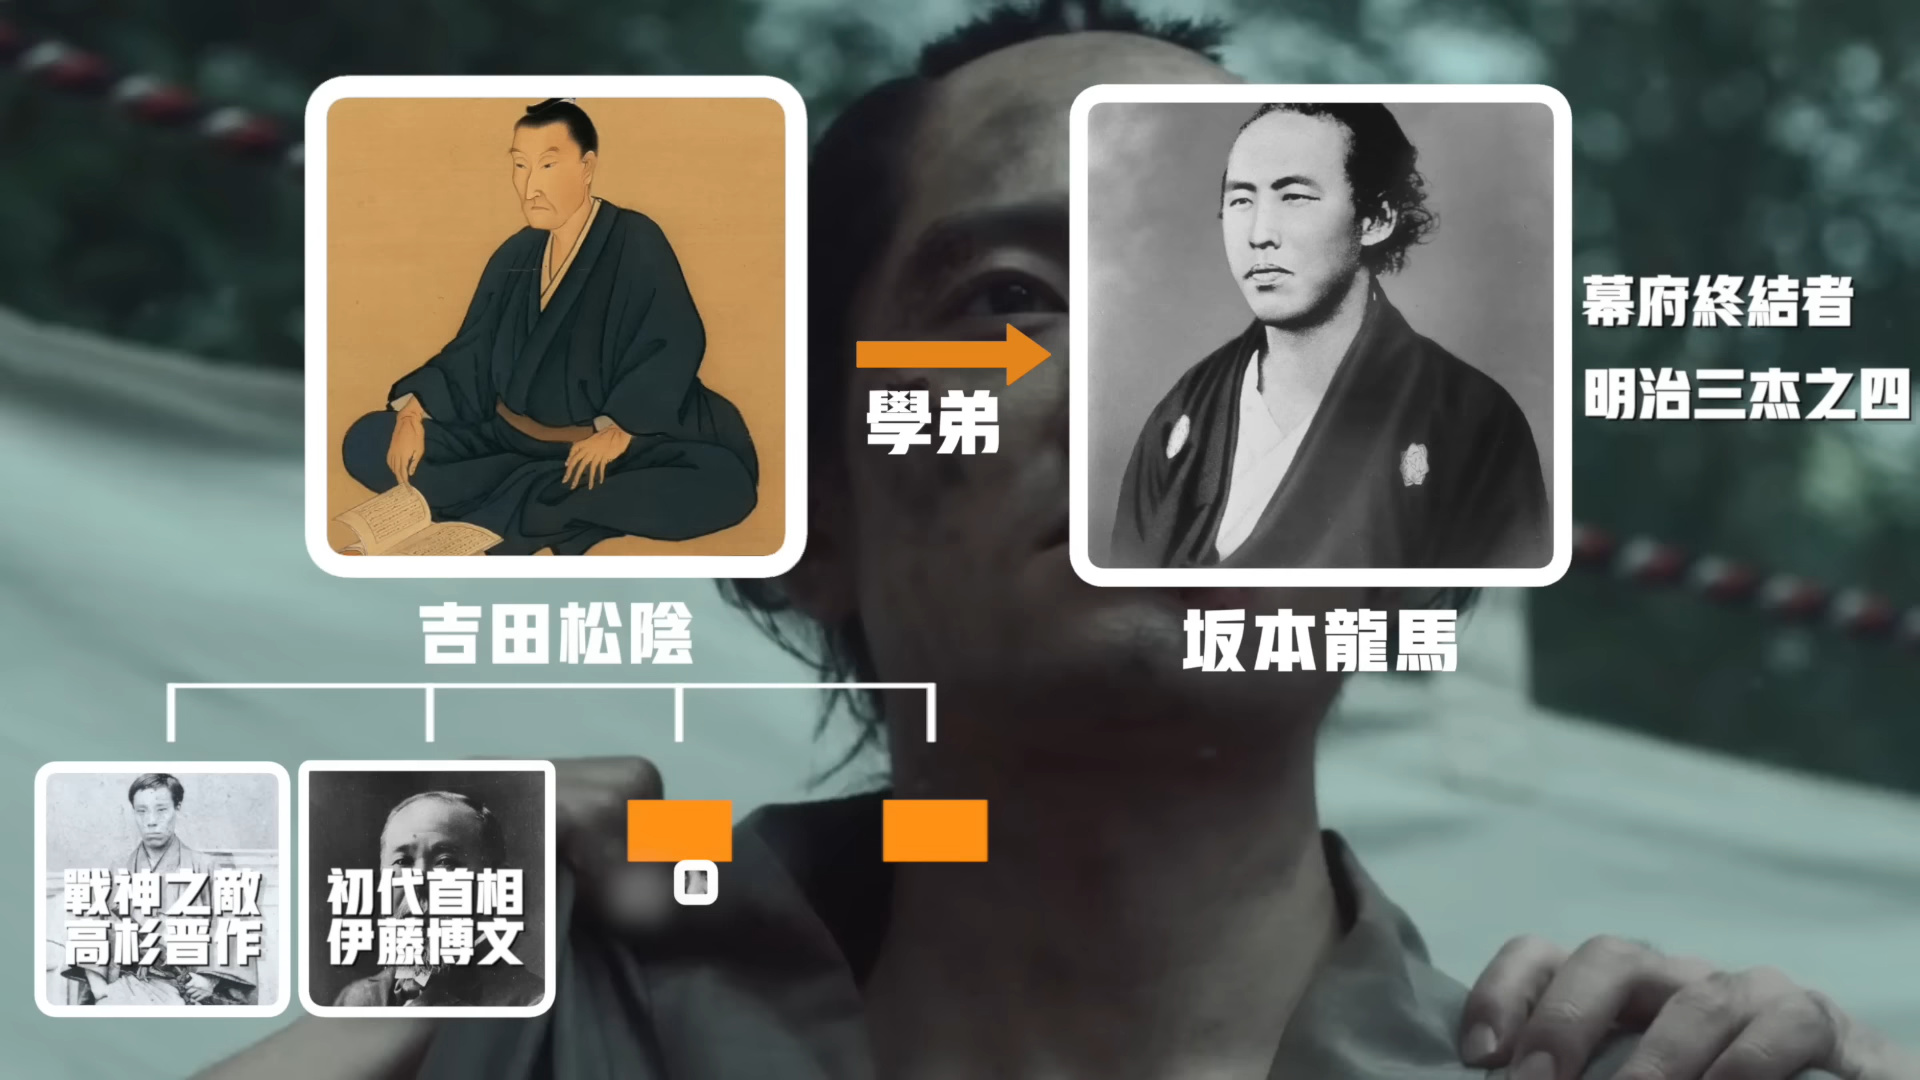 學弟
幕府終結者
明治三杰之四
吉田松陰
坂本龍馬
戰神之敵
高杉晋作
初代首相
伊藤博文